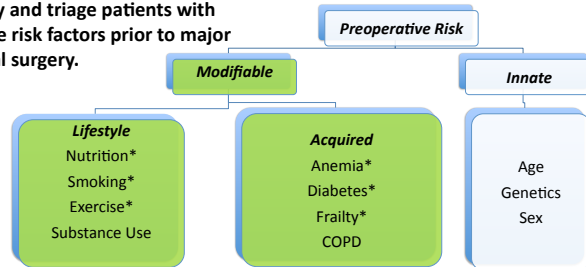 y and triage patients with
e risk factors prior to major
l surgery.
Preoperative Risk
Modifiable
Innate
Lifestyle
Nutrition*
Smoking*
Exercise*
Substance Use
Acquired
Anemia*
Diabetes*
Frailty*
COPD
Age
Genetics
Sex